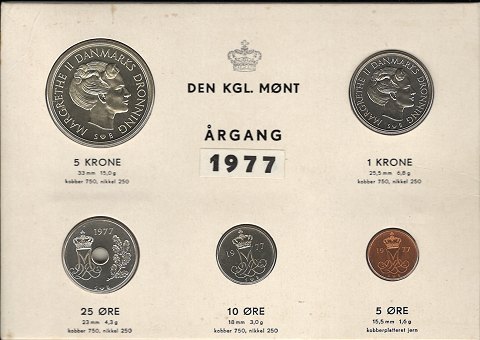 MARGRETHE II DANMARKS DRONNING
S B
DEN KGL. MØNT
MARGRETHE II DANMARKS DRONNING
S B
ÅRGANG
1977
5 KRONE
33 mm 15,0 g
kobber 750, nikkel 250
1 KRONE
25,5 mm 6,8 g
kobber 750, nikkel 250
1977
S B
1977
1977
25 ØRE
23 mm 4,3 g
kobber 750, nikkel 250
10 ØRE
18 mm 3,0 g
kobber 750, nikkel 250
5 ØRE
15,5 mm 1,6 g
kobberpletteret jern